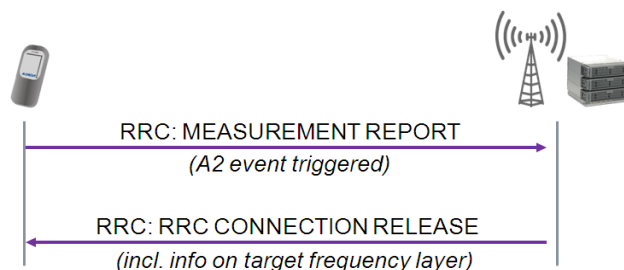 RRC: MEASUREMENT REPORT
(A2 event triggered)
RRC: RRC CONNECTION RELEASE
(incl. info on target frequency layer)